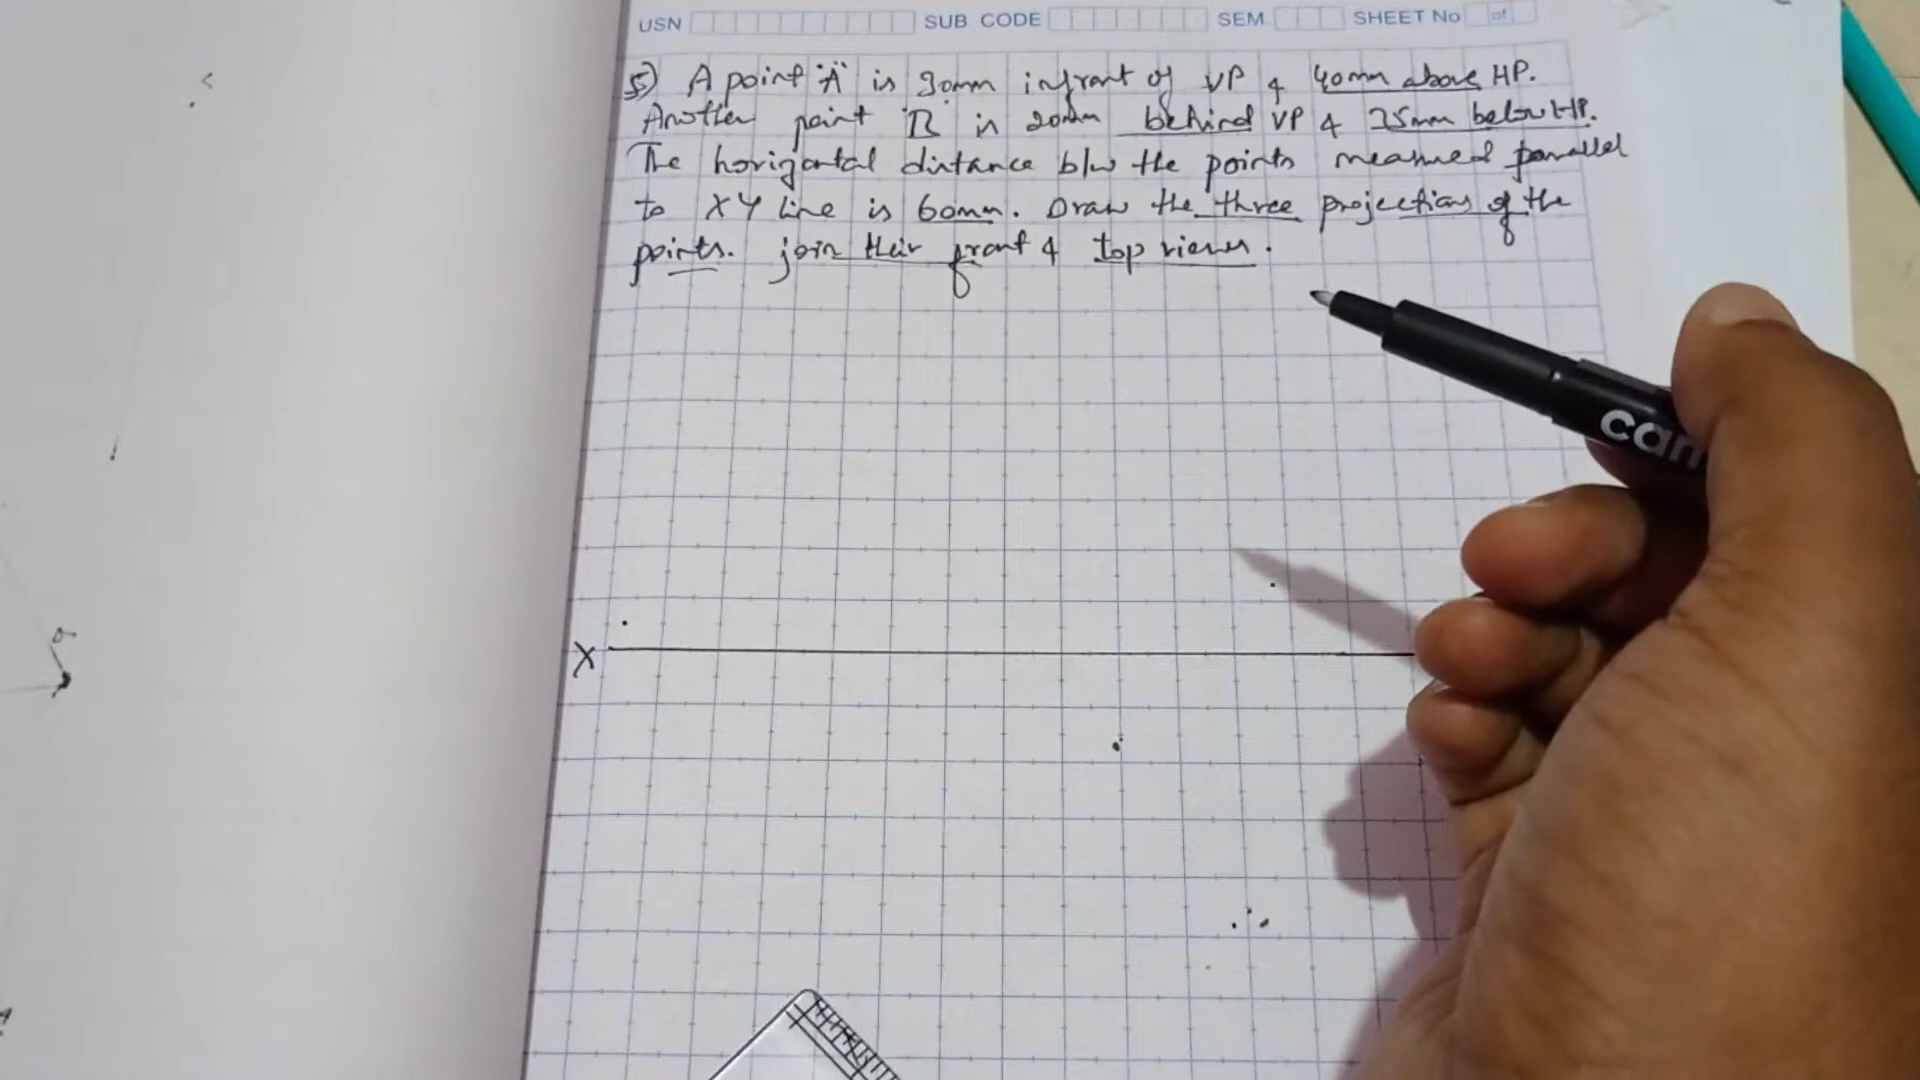 USN SUB CODE SEM SHEET No of
5) A point "A" is 30mm infront of VP & 40mm above HP.
Another point 'B' is 20mm behind VP & 35mm below HP.
The horizontal distance b/w the points measured parallel
to XY line is 60mm. Draw the three projections of the
points. join their front & top views.
X
can